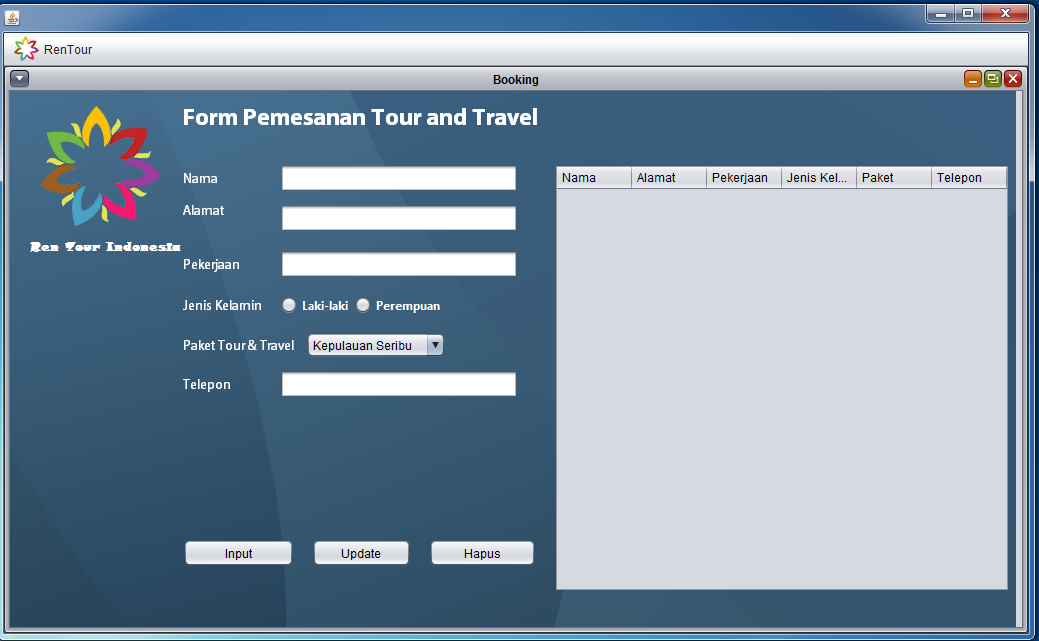 RenTour
Booking
Form Pemesanan Tour and Travel
Ren Tour Indonesia
Nama
Alamat
Pekerjaan
Jenis Kelamin Laki-laki Perempuan
Paket Tour & Travel Kepulauan Seribu
Telepon
Input Update Hapus
Nama Alamat Pekerjaan Jenis Kel... Paket Telepon